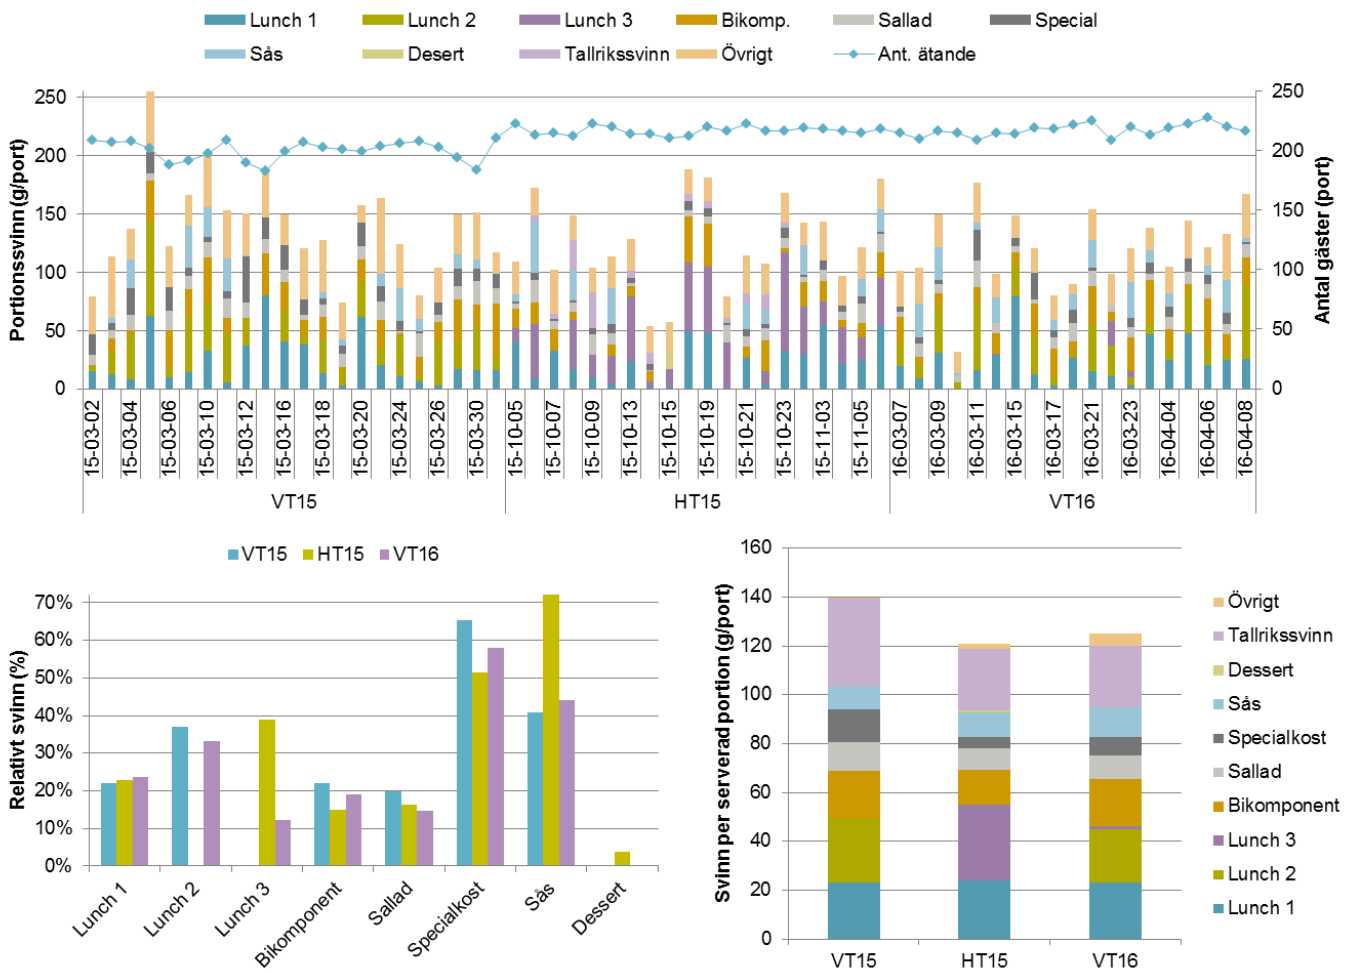 Lunch 1 Lunch 2 Lunch 3 Bikomp. Sallad Special
Sås Desert Tallrikssvinn Övrigt Ant. ätande
Portionssvinn (g/port)
250
200
150
100
50
0
Antal gäster (port)
250
200
150
100
50
0
15-03-02 15-03-04 15-03-06 15-03-10 15-03-12 15-03-16 15-03-18 15-03-20 15-03-24 15-03-26 15-03-30 15-10-05 15-10-07 15-10-09 15-10-13 15-10-15 15-10-19 15-10-21 15-10-23 15-11-03 15-11-05 16-03-07 16-03-09 16-03-11 16-03-15 16-03-17 16-03-21 16-03-23 16-04-04 16-04-06 16-04-08
VT15 HT15 VT16
VT15 HT15 VT16
Relativt svinn (%)
70%
60%
50%
40%
30%
20%
10%
0%
Lunch 1 Lunch 2 Lunch 3 Bikomponent Sallad Specialkost Sås Dessert
Svinn per serverad portion (g/port)
160
140
120
100
80
60
40
20
0
VT15 HT15 VT16
Övrigt
Tallrikssvinn
Dessert
Sås
Specialkost
Sallad
Bikomponent
Lunch 3
Lunch 2
Lunch 1